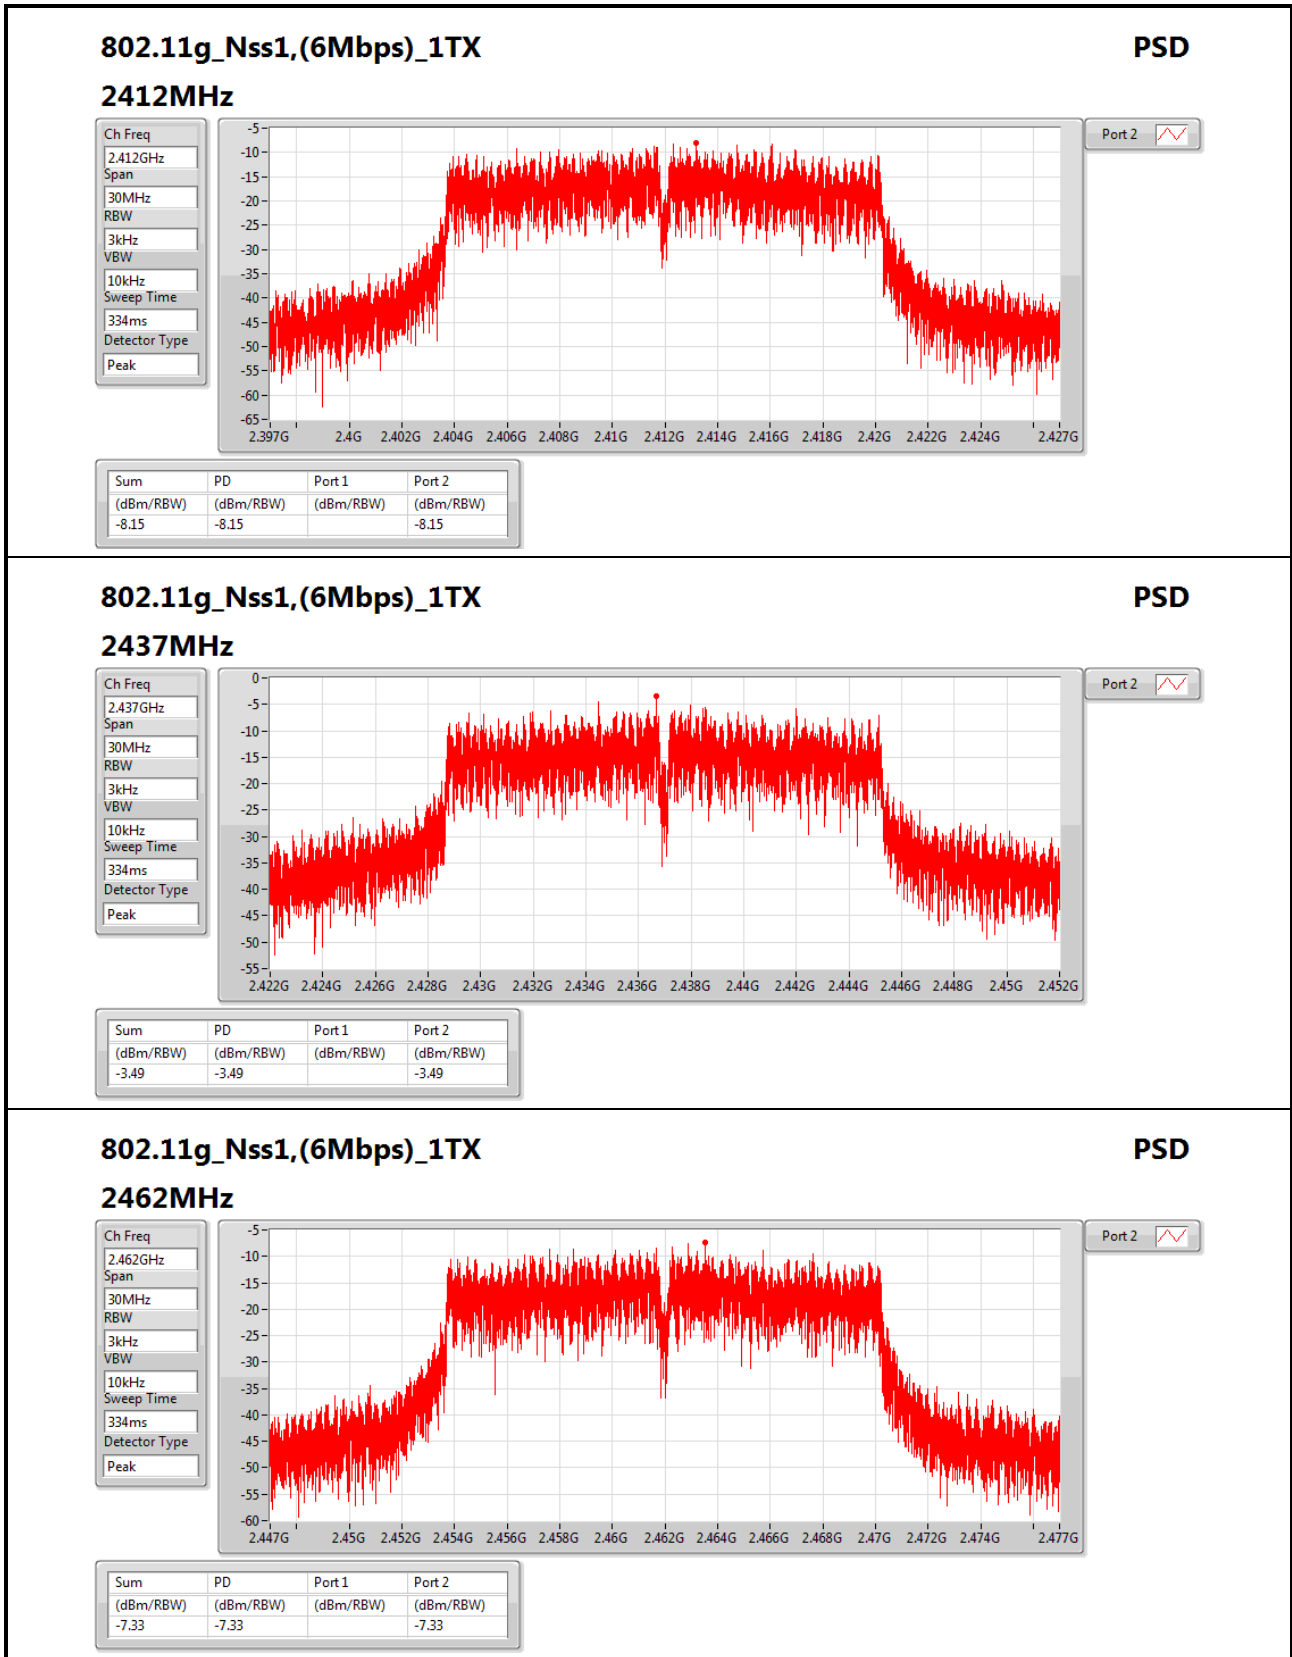 802.11g_Nss1,(6Mbps)_1TX PSD
2412MHz
Ch Freq
2.412GHz
Span
30MHz
RBW
3kHz
VBW
10kHz
Sweep Time
334ms
Detector Type
Peak
-5
-10
-15
-20
-25
-30
-35
-40
-45
-50
-55
-60
-65
2.397G 2.4G 2.402G 2.404G 2.406G 2.408G 2.41G 2.412G 2.414G 2.416G 2.418G 2.42G 2.422G 2.424G 2.427G
Port 2
Sum PD Port 1 Port 2
(dBm/RBW) (dBm/RBW) (dBm/RBW) (dBm/RBW)
-8.15 -8.15 -8.15
802.11g_Nss1,(6Mbps)_1TX PSD
2437MHz
Ch Freq
2.437GHz
Span
30MHz
RBW
3kHz
VBW
10kHz
Sweep Time
334ms
Detector Type
Peak
0
-5
-10
-15
-20
-25
-30
-35
-40
-45
-50
-55
2.422G 2.424G 2.426G 2.428G 2.43G 2.432G 2.434G 2.436G 2.438G 2.44G 2.442G 2.444G 2.446G 2.448G 2.45G 2.452G
Port 2
Sum PD Port 1 Port 2
(dBm/RBW) (dBm/RBW) (dBm/RBW) (dBm/RBW)
-3.49 -3.49 -3.49
802.11g_Nss1,(6Mbps)_1TX PSD
2462MHz
Ch Freq
2.462GHz
Span
30MHz
RBW
3kHz
VBW
10kHz
Sweep Time
334ms
Detector Type
Peak
-5
-10
-15
-20
-25
-30
-35
-40
-45
-50
-55
-60
2.447G 2.45G 2.452G 2.454G 2.456G 2.458G 2.46G 2.462G 2.464G 2.466G 2.468G 2.47G 2.472G 2.474G 2.477G
Port 2
Sum PD Port 1 Port 2
(dBm/RBW) (dBm/RBW) (dBm/RBW) (dBm/RBW)
-7.33 -7.33 -7.33